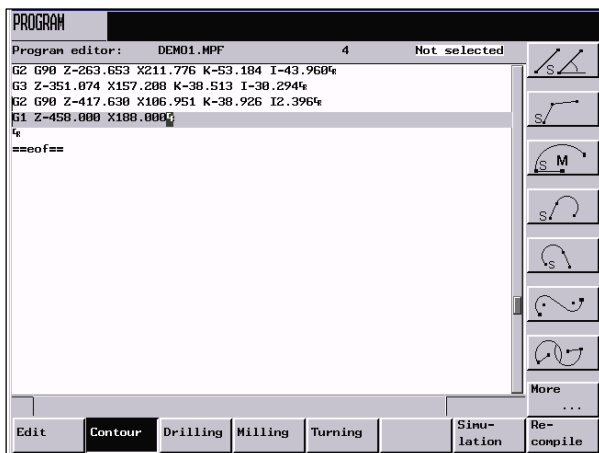 PROGRAM
Program editor: DEMO1.MPF 4 Not selected
G2 G90 Z-263.653 X211.776 K-53.184 I-43.960
G3 Z-351.074 X157.208 K-38.513 I-30.294
G2 G90 Z-417.630 X106.951 K-38.926 I2.396
G1 Z-458.000 X188.000
==eof==
S
S
S M
S
S
More
...
Edit Contour Drilling Milling Turning Simu-
lation Re-
compile